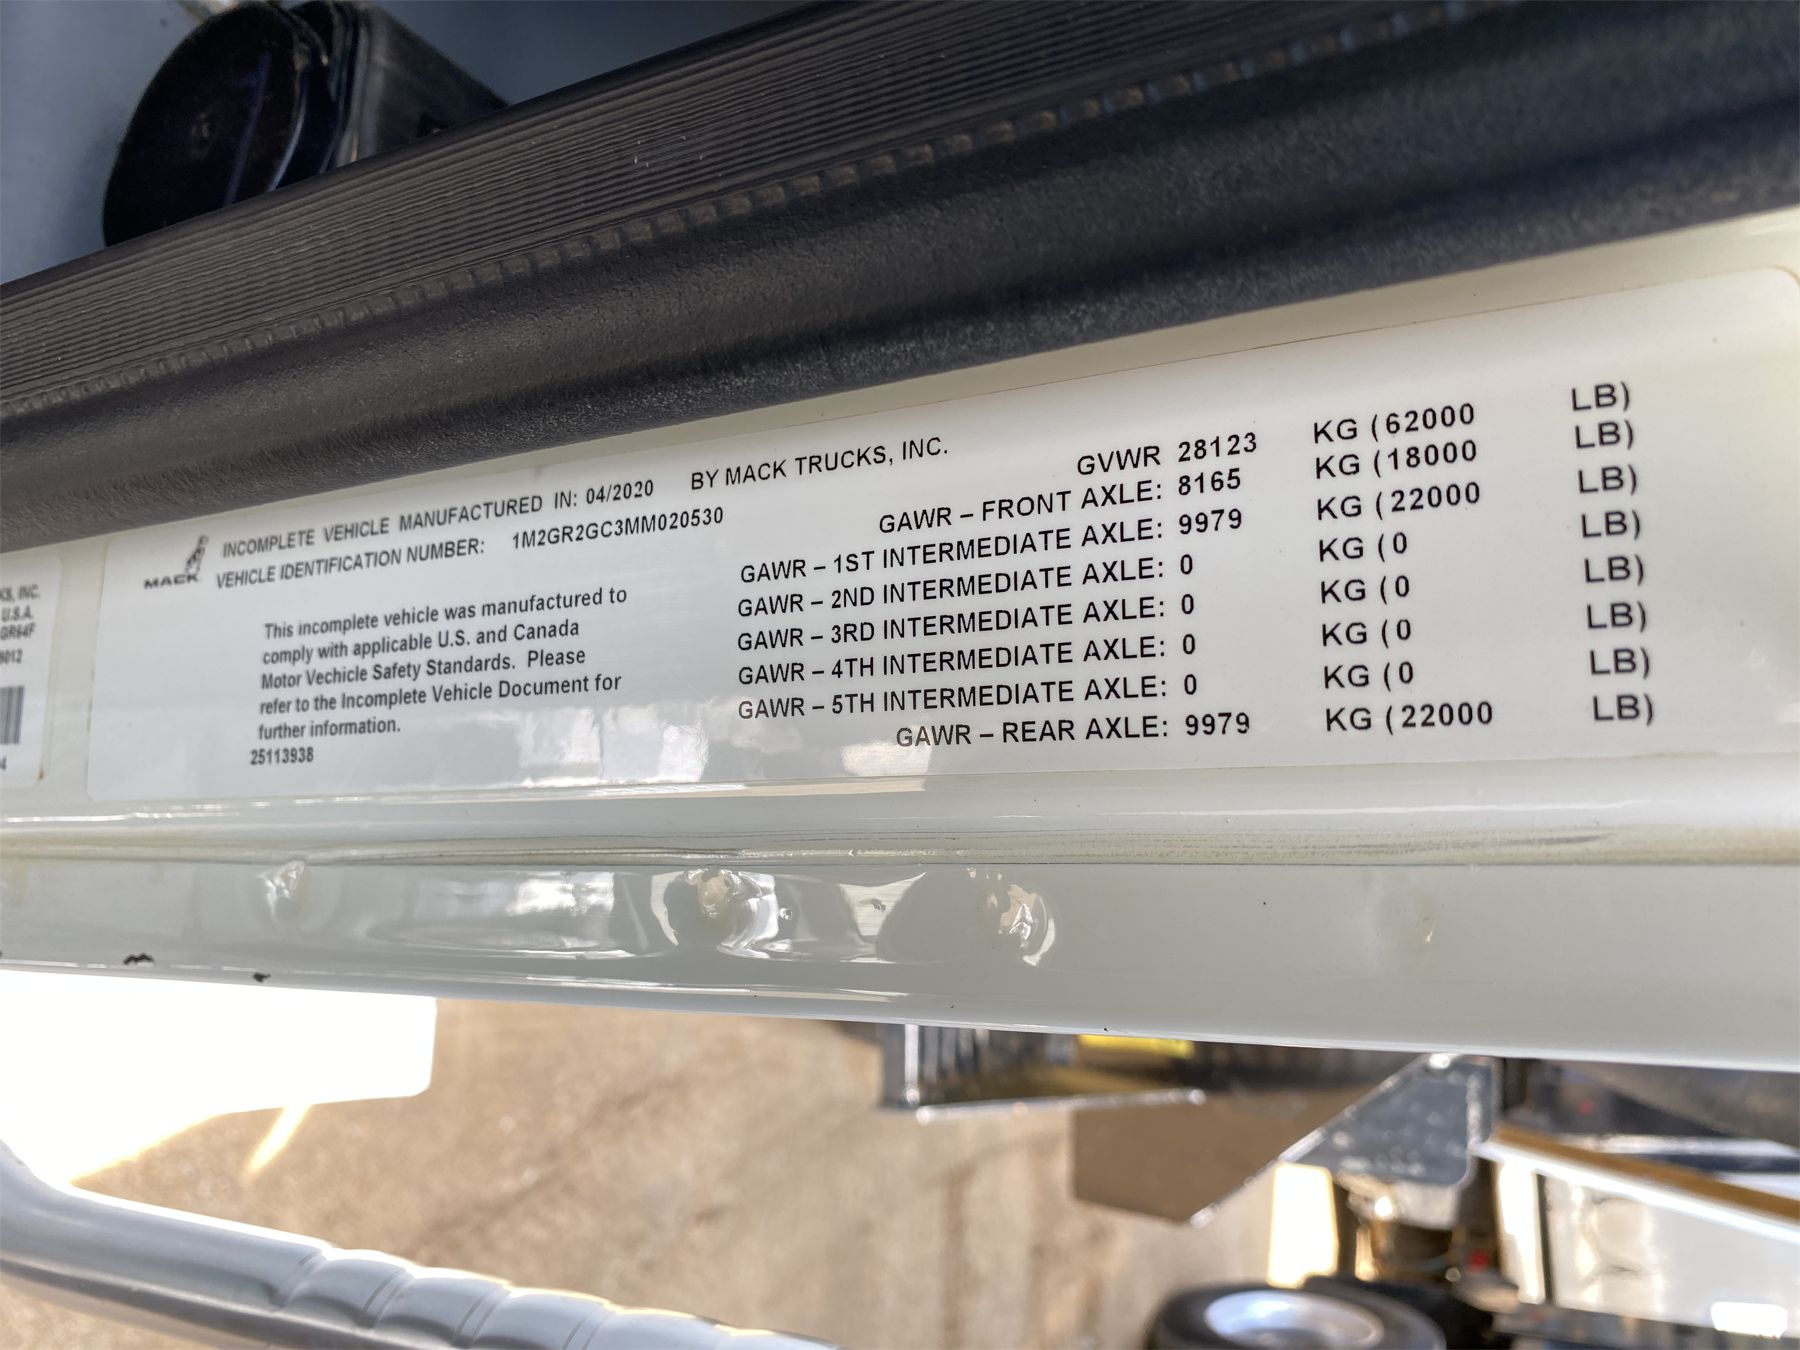 KS, INC.
U.S.A.
GR64F
MACK
INCOMPLETE VEHICLE MANUFACTURED IN: 04/2020 BY MACK TRUCKS, INC.
VEHICLE IDENTIFICATION NUMBER: 1M2GR2GC3MM020530
This incomplete vehicle was manufactured to
comply with applicable U.S. and Canada
Motor Vechicle Safety Standards. Please
refer to the Incomplete Vehicle Document for
further information.
25113938
GVWR 28123 KG (62000 LB)
GAWR – FRONT AXLE: 8165 KG (18000 LB)
GAWR – 1ST INTERMEDIATE AXLE: 9979 KG (22000 LB)
GAWR – 2ND INTERMEDIATE AXLE: 0 KG (0 LB)
GAWR – 3RD INTERMEDIATE AXLE: 0 KG (0 LB)
GAWR – 4TH INTERMEDIATE AXLE: 0 KG (0 LB)
GAWR – 5TH INTERMEDIATE AXLE: 0 KG (0 LB)
GAWR – REAR AXLE: 9979 KG (22000 LB)